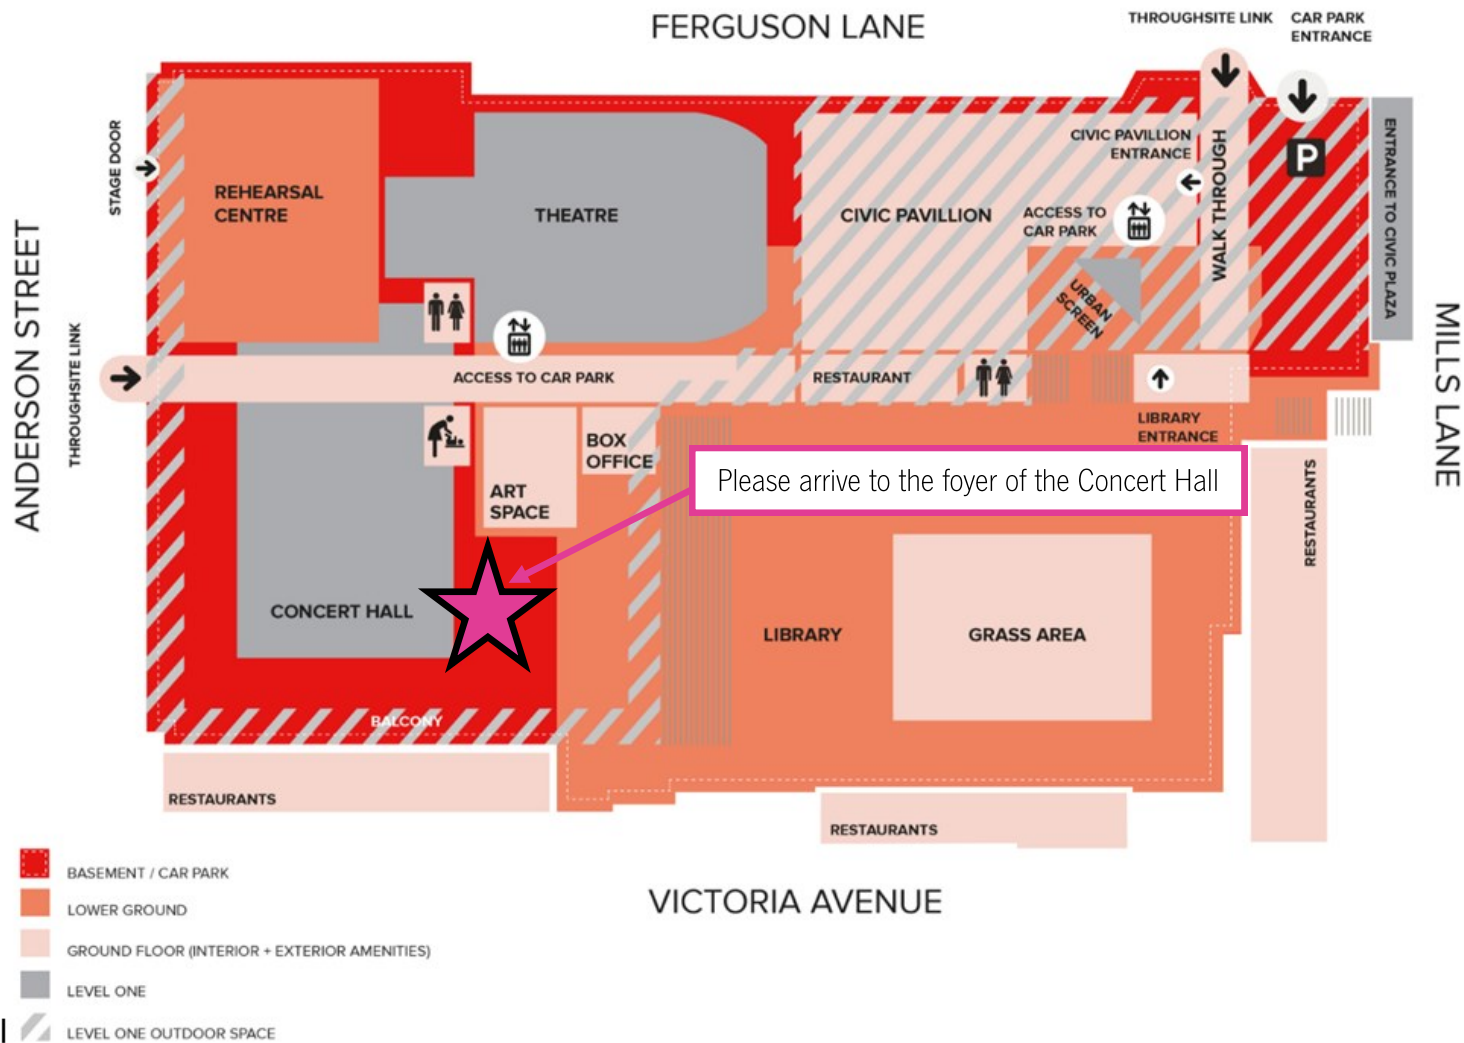 FERGUSON LANE
THROUGHSITE LINK
CAR PARK
ENTRANCE
STAGE DOOR
REHEARSAL
CENTRE
THEATRE
CIVIC PAVILLION
CIVIC PAVILLION
ENTRANCE
ACCESS TO
CAR PARK
WALK THROUGH
P
ENTRANCE TO CIVIC PLAZA
URBAN
SCREEN
ANDERSON STREET
MILLS LANE
THROUGHSITE LINK
ACCESS TO CAR PARK
RESTAURANT
LIBRARY
ENTRANCE
BOX
OFFICE
ART
SPACE
Please arrive to the foyer of the Concert Hall
RESTAURANTS
CONCERT HALL
LIBRARY
GRASS AREA
BALCONY
RESTAURANTS
RESTAURANTS
VICTORIA AVENUE
BASEMENT / CAR PARK
LOWER GROUND
GROUND FLOOR (INTERIOR + EXTERIOR AMENITIES)
LEVEL ONE
LEVEL ONE OUTDOOR SPACE